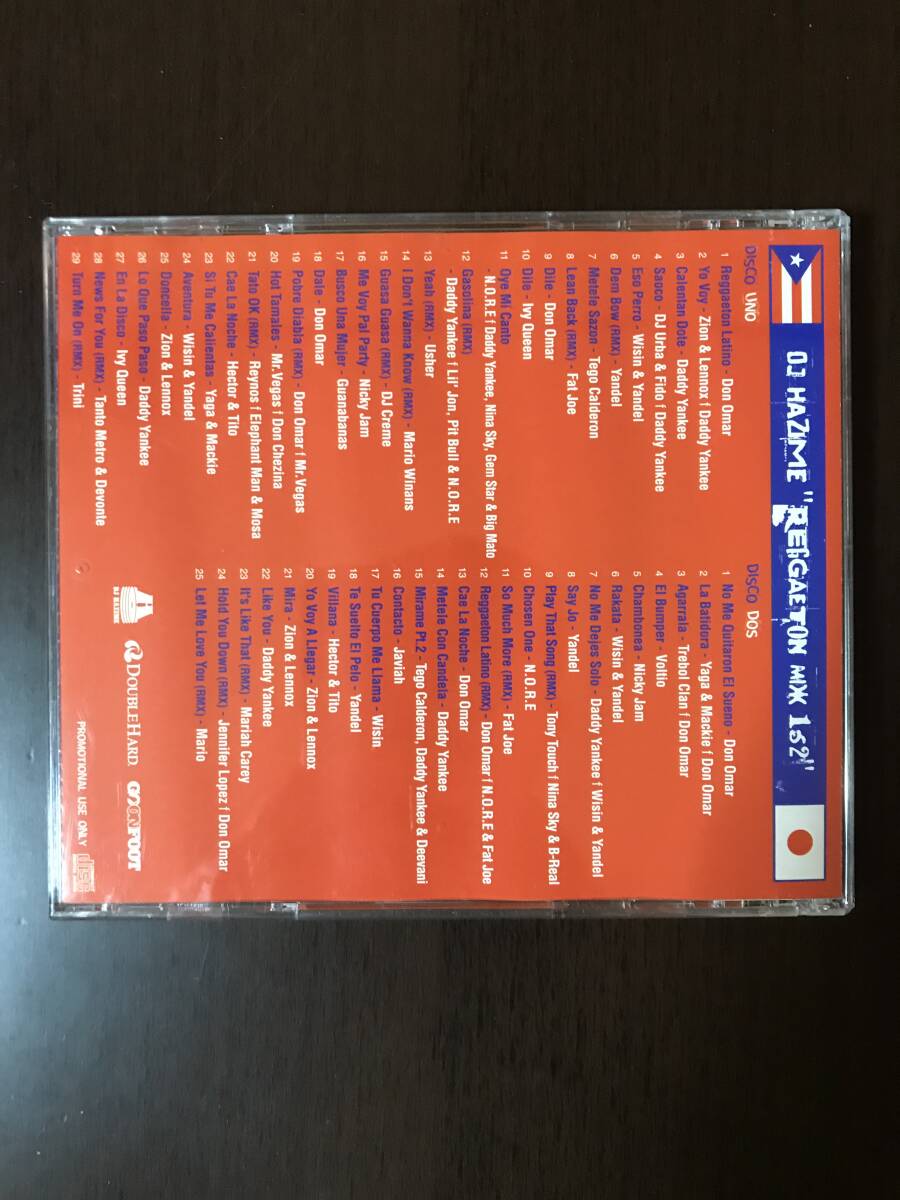 DJ HAZIME "REGGAETON MIX 1&2"
DISCO UNO
1 Reggaeton Latino - Don Omar
2 Yo Voy - Zion & Lennox f Daddy Yankee
3 Calenten Dote - Daddy Yankee
4 Saoco - DJ Urba & Fido f Daddy Yankee
5 Eso Perro - Wisin & Yandel
6 Dem Bow (RMX) - Yandel
7 Metele Sazon - Tego Calderon
8 Lean Back (RMX) - Fat Joe
9 Dile - Don Omar
10 Dile - Ivy Queen
11 Oye Mi Canto
- N.O.R.E f Daddy Yankee, Nina Sky, Gem Star & Big Mato
12 Gasolina (RMX)
- Daddy Yankee f Lil' Jon, Pit Bull & N.O.R.E
13 Yeah (RMX) - Usher
14 I Don't Wanna Know (RMX) - Mario Winans
15 Guasa Guasa (RMX) - DJ Creme
16 Me Voy Pal Party - Nicky Jam
17 Busco Una Mujer - Guanabanas
18 Dale - Don Omar
19 Pobre Diabla (RMX) - Don Omar f Mr.Vegas
20 Hot Tamales - Mr.Vegas f Don Chezina
21 Tato OK (RMX) - Reynos f Elephant Man & Mosa
22 Cae La Noche - Hector & Tito
23 Si Tu Me Calientas - Yaga & Mackie
24 Aventura - Wisin & Yandel
25 Doncella - Zion & Lennox
26 Lo Que Paso Paso - Daddy Yankee
27 En La Disco - Ivy Queen
28 News For You (RMX) - Tanto Metro & Devonte
29 Turn Me On (RMX) - Trini
DISCO DOS
1 No Me Quitaron El Sueno - Don Omar
2 La Batidora - Yaga & Mackie f Don Omar
3 Agarrala - Trebol Clan f Don Omar
4 El Bumper - Voltio
5 Chambonea - Nicky Jam
6 Rakata - Wisin & Yandel
7 No Me Dejes Solo - Daddy Yankee f Wisin & Yandel
8 Say Jo - Yandel
9 Play That Song (RMX) - Tony Touch f Nina Sky & B-Real
10 Chosen One - N.O.R.E
11 So Much More (RMX) - Fat Joe
12 Reggaeton Latino (RMX) - Don Omar f N.O.R.E & Fat Joe
13 Cae La Noche - Don Omar
14 Metele Con Candela - Daddy Yankee
15 Mirame Pt.2 - Tego Calderon, Daddy Yankee & Deevani
16 Contacto - Javiah
17 Tu Cuerpo Me Llama - Wisin
18 Te Suelto El Pelo - Yandel
19 Villana - Hector & Tito
20 Yo Voy A Llegar - Zion & Lennox
21 Mira - Zion & Lennox
22 Like You - Daddy Yankee
23 It's Like That (RMX) - Mariah Carey
24 Hold You Down (RMX) - Jennifer Lopez f Don Omar
25 Let Me Love You (RMX) - Mario
DJ HAZIME
DOUBLEHARD.
GOONFOUT
PROMOTIONAL USE ONLY
disc